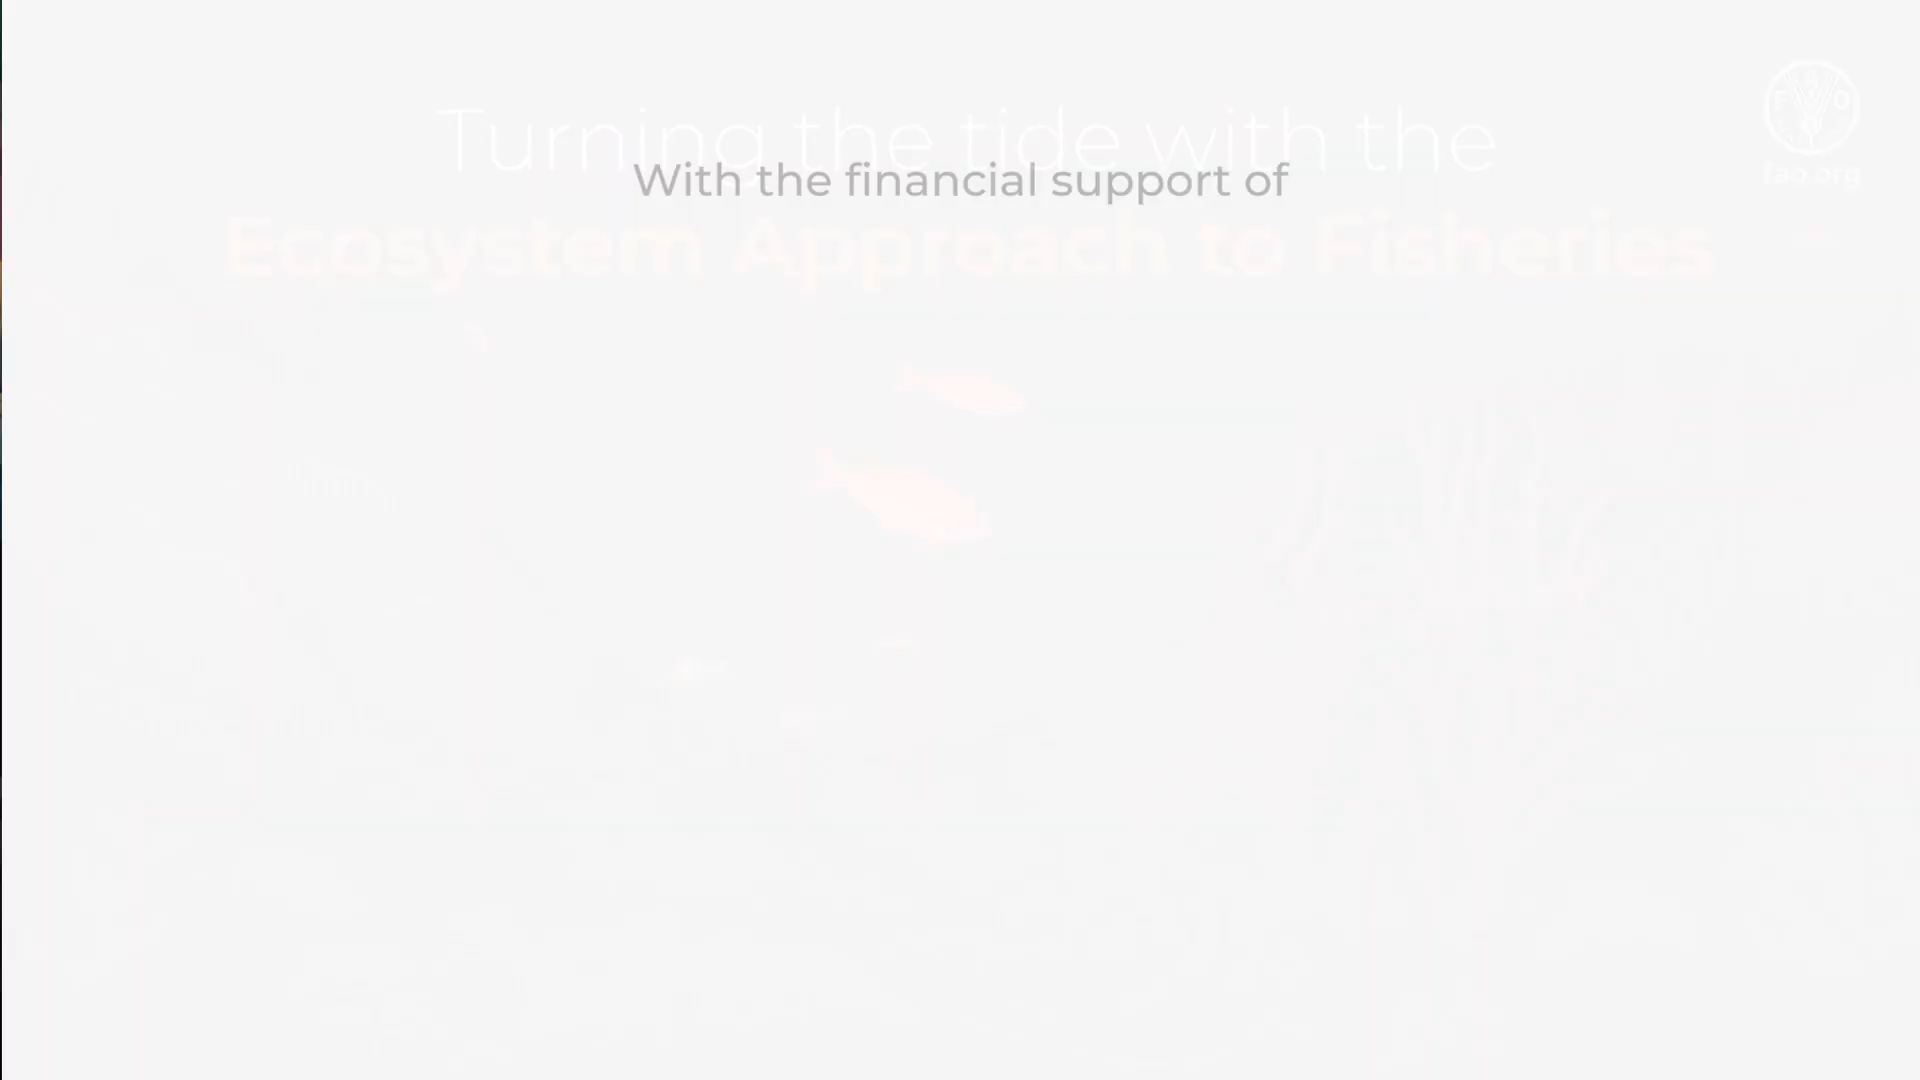 Turning the tide with the
With the financial support of
Ecosystem Approach to Fisheries
F A O
fao.org